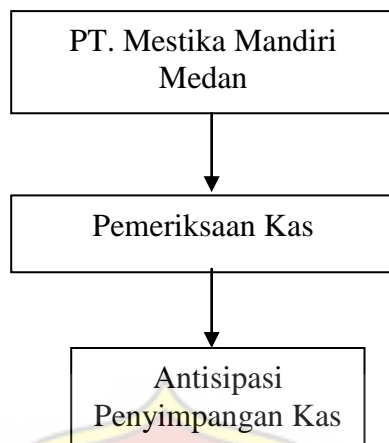 PT. Mestika Mandiri
Medan
Pemeriksaan Kas
Antisipasi
Penyimpangan Kas